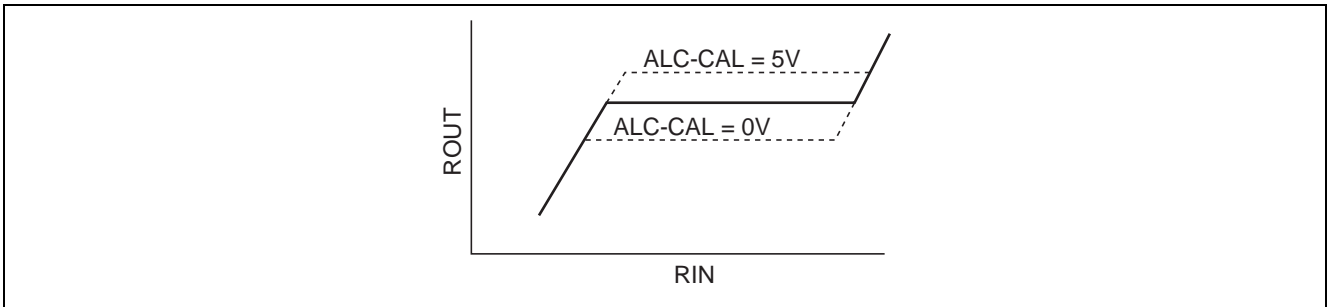 ALC-CAL = 5V
ALC-CAL = 0V
ROUT
RIN